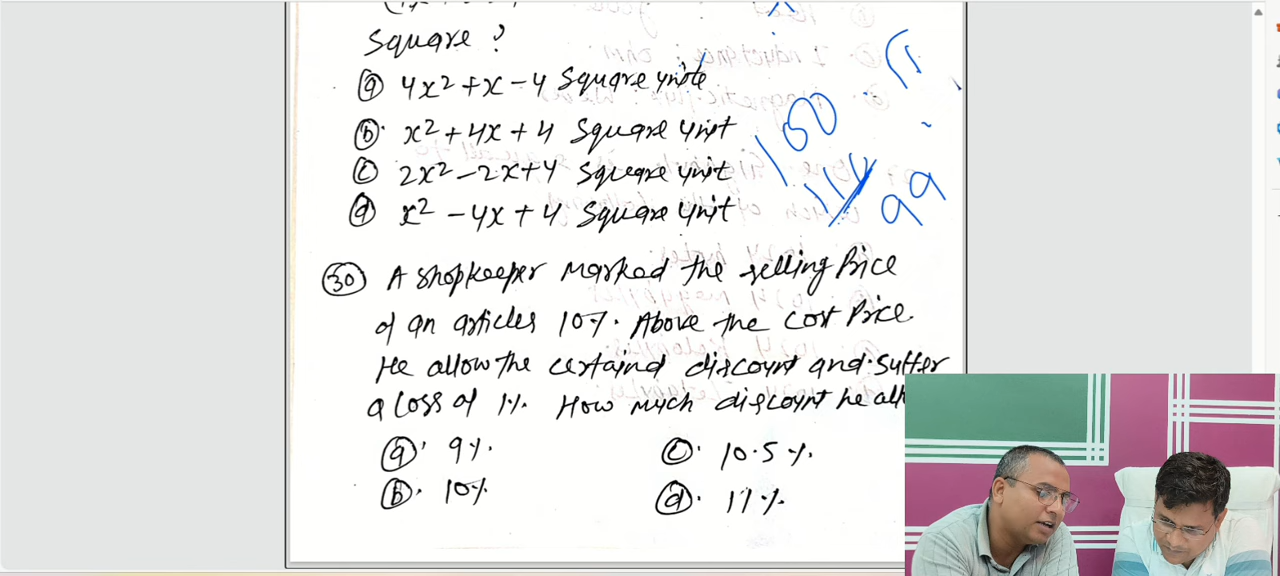 Square ?
(a) 4x² + x - 4 Square unit
(b) x² + 4x + 4 Square unit
(c) 2x² - 2x + 4 Square unit
(d) x² - 4x + 4 Square unit
100
99
(30) A shopkeeper marked the selling Price
of an articles 10%. Above the cost Price.
He allow the certaind discount and suffer
a loss of 1%. How much discount he all
(a) 9%. (c) 10.5%.
(b) 10% (d) 11%